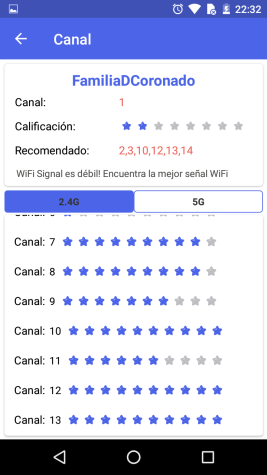 22:32
Canal
FamiliaDCoronado
Canal: 1
Calificación:
Recomendado: 2,3,10,12,13,14
WiFi Signal es débil! Encuentra la mejor señal WiFi
2.4G 5G
Canal: 7
Canal: 8
Canal: 9
Canal: 10
Canal: 11
Canal: 12
Canal: 13